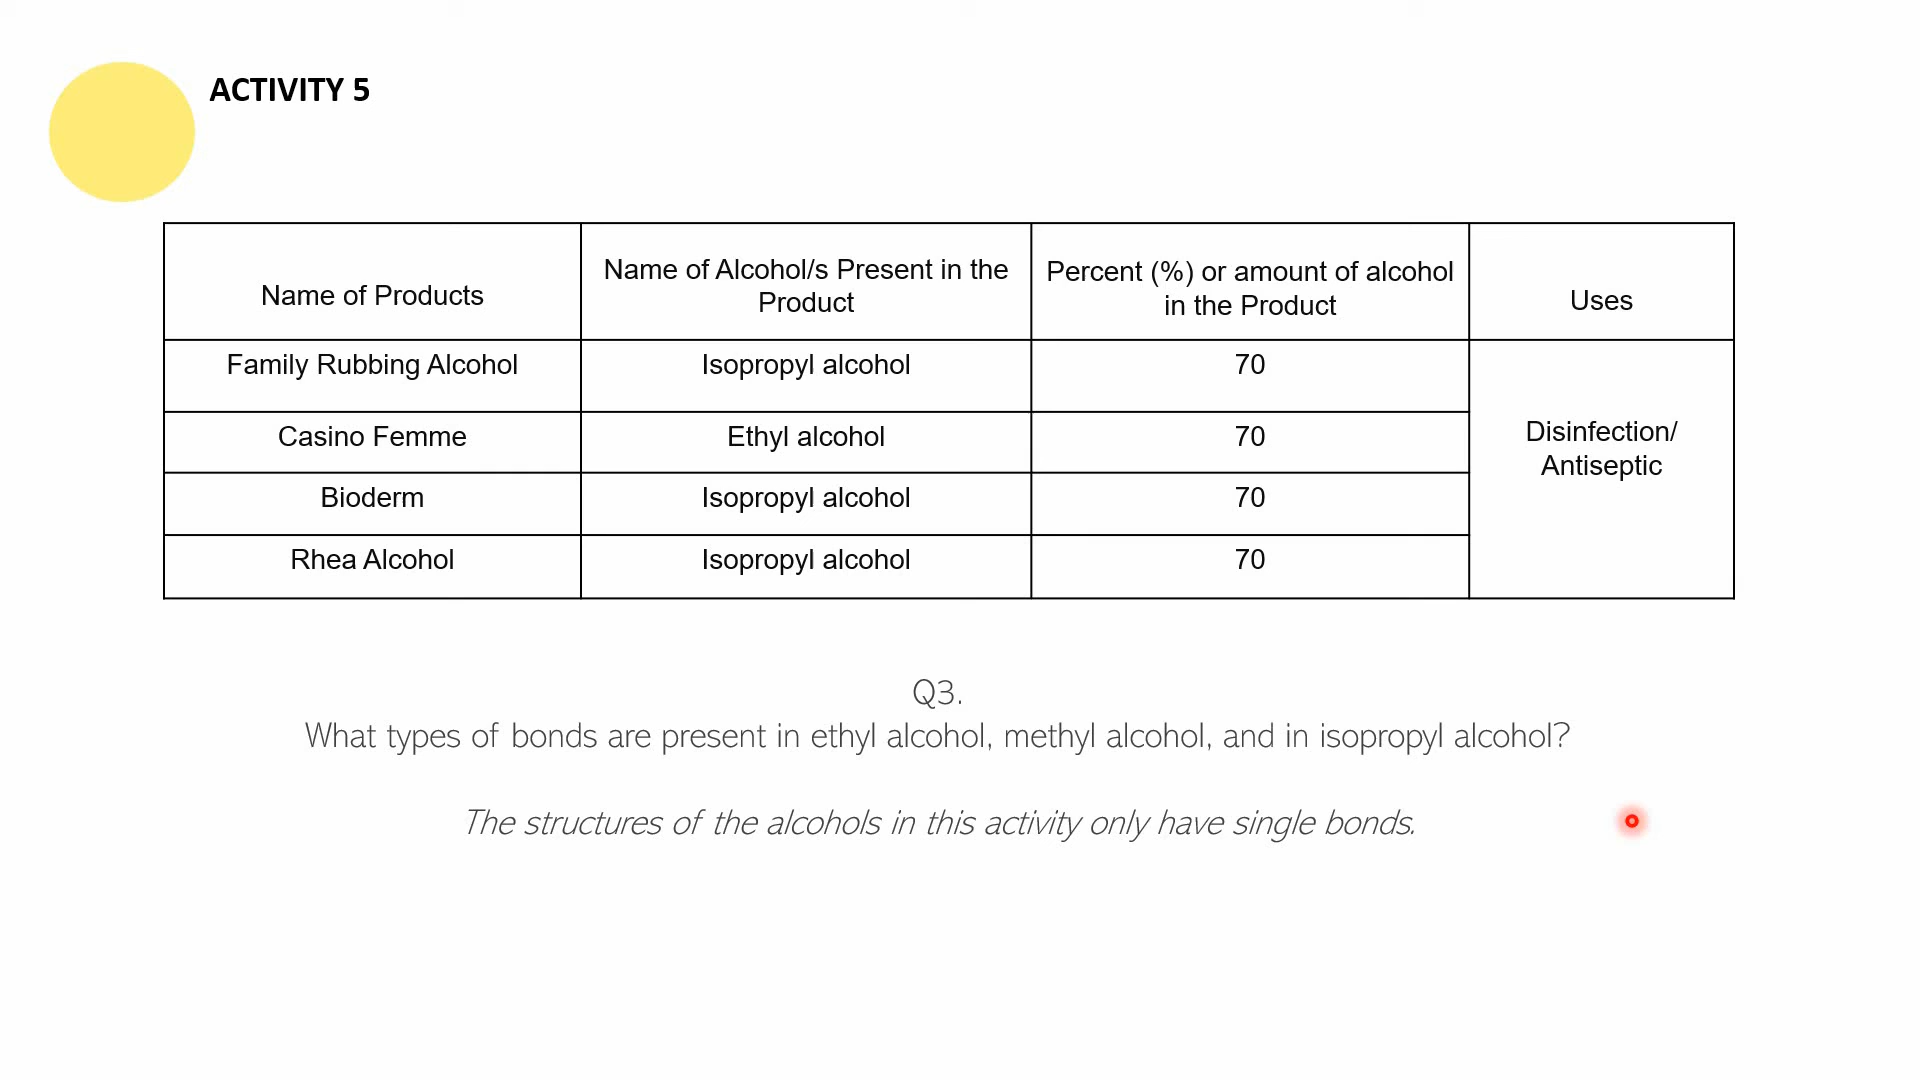 ACTIVITY 5
Name of Products
Name of Alcohol/s Present in the
Product
Percent (%) or amount of alcohol
in the Product
Uses
Family Rubbing Alcohol
Isopropyl alcohol
70
Disinfection/
Antiseptic
Casino Femme
Ethyl alcohol
70
Bioderm
Isopropyl alcohol
70
Rhea Alcohol
Isopropyl alcohol
70
Q3.
What types of bonds are present in ethyl alcohol, methyl alcohol, and in isopropyl alcohol?
The structures of the alcohols in this activity only have single bonds.